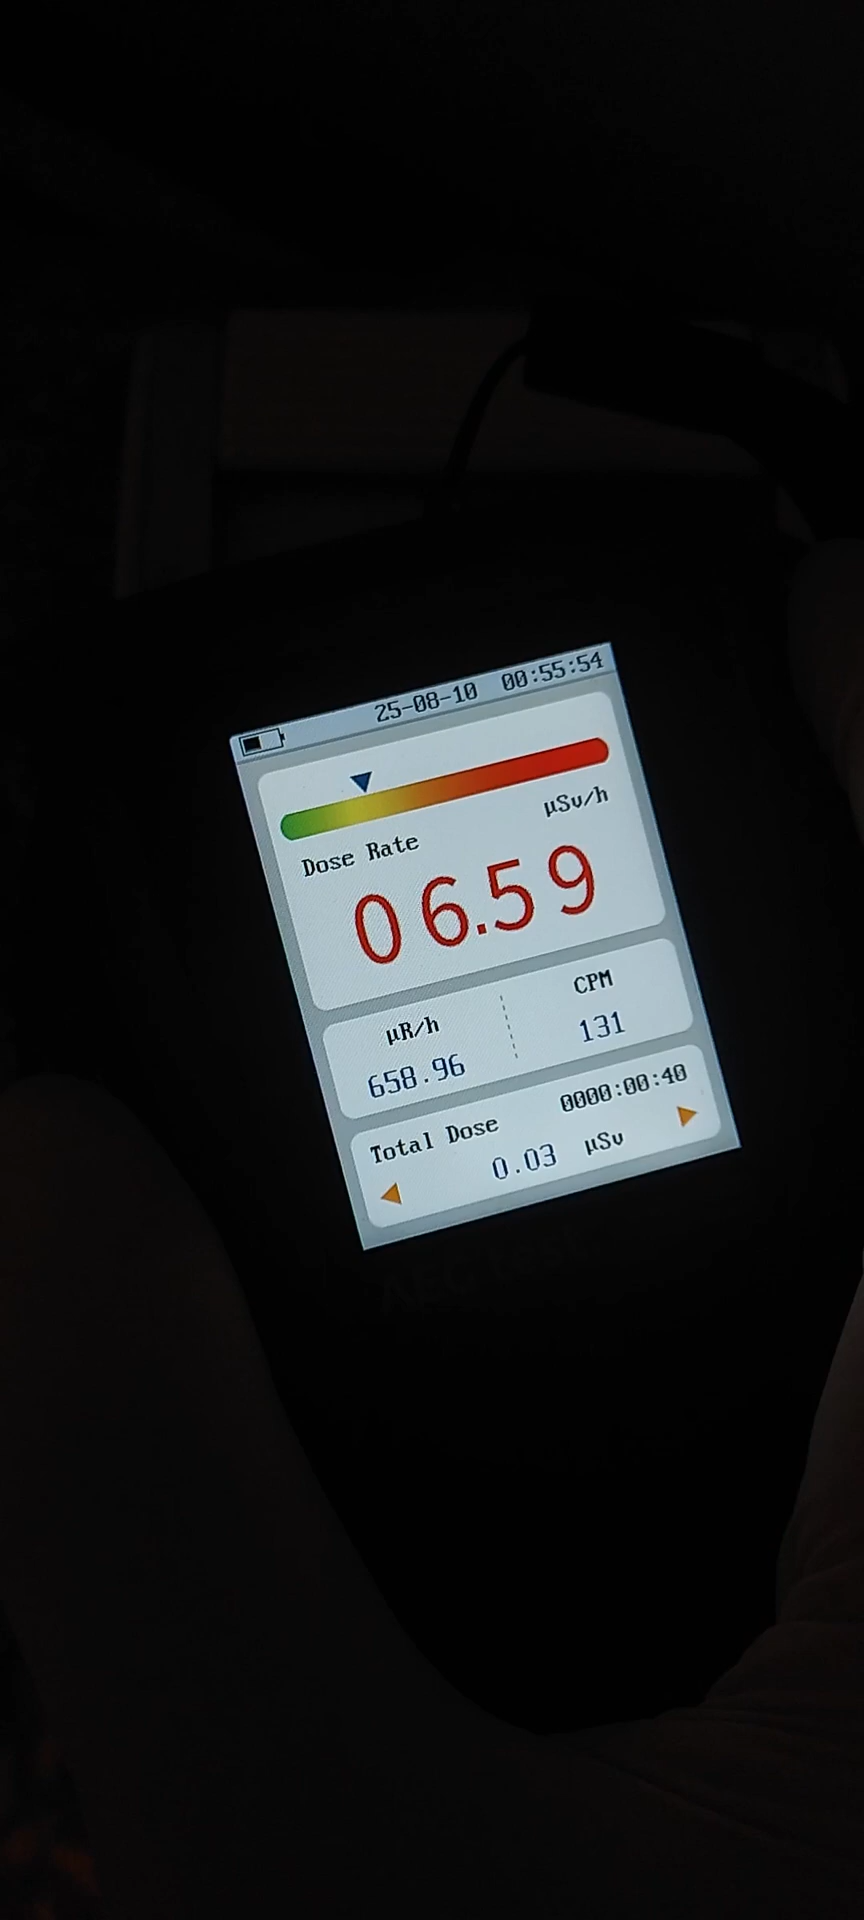 25-08-10 00:55:54
µSv/h
Dose Rate
06.59
µR/h CPM
658.96 131
Total Dose 0000:00:40
0.03 µSv